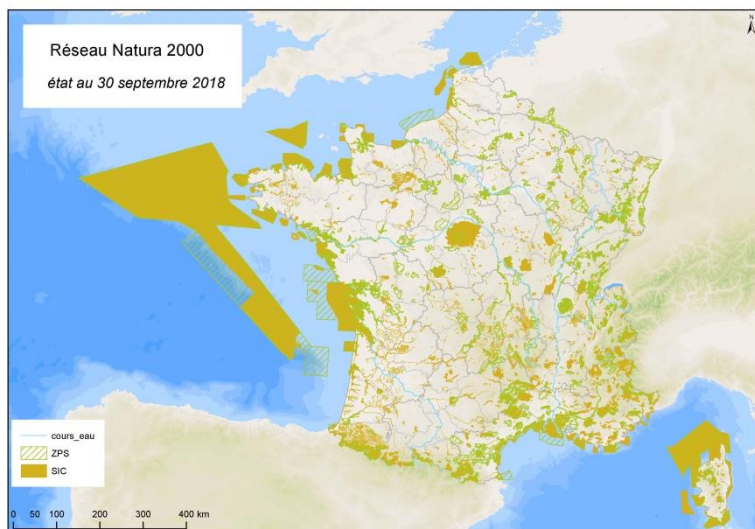 Réseau Natura 2000
état au 30 septembre 2018
N
cours_eau
ZPS
SIC
0 50 100 200 300 400 km